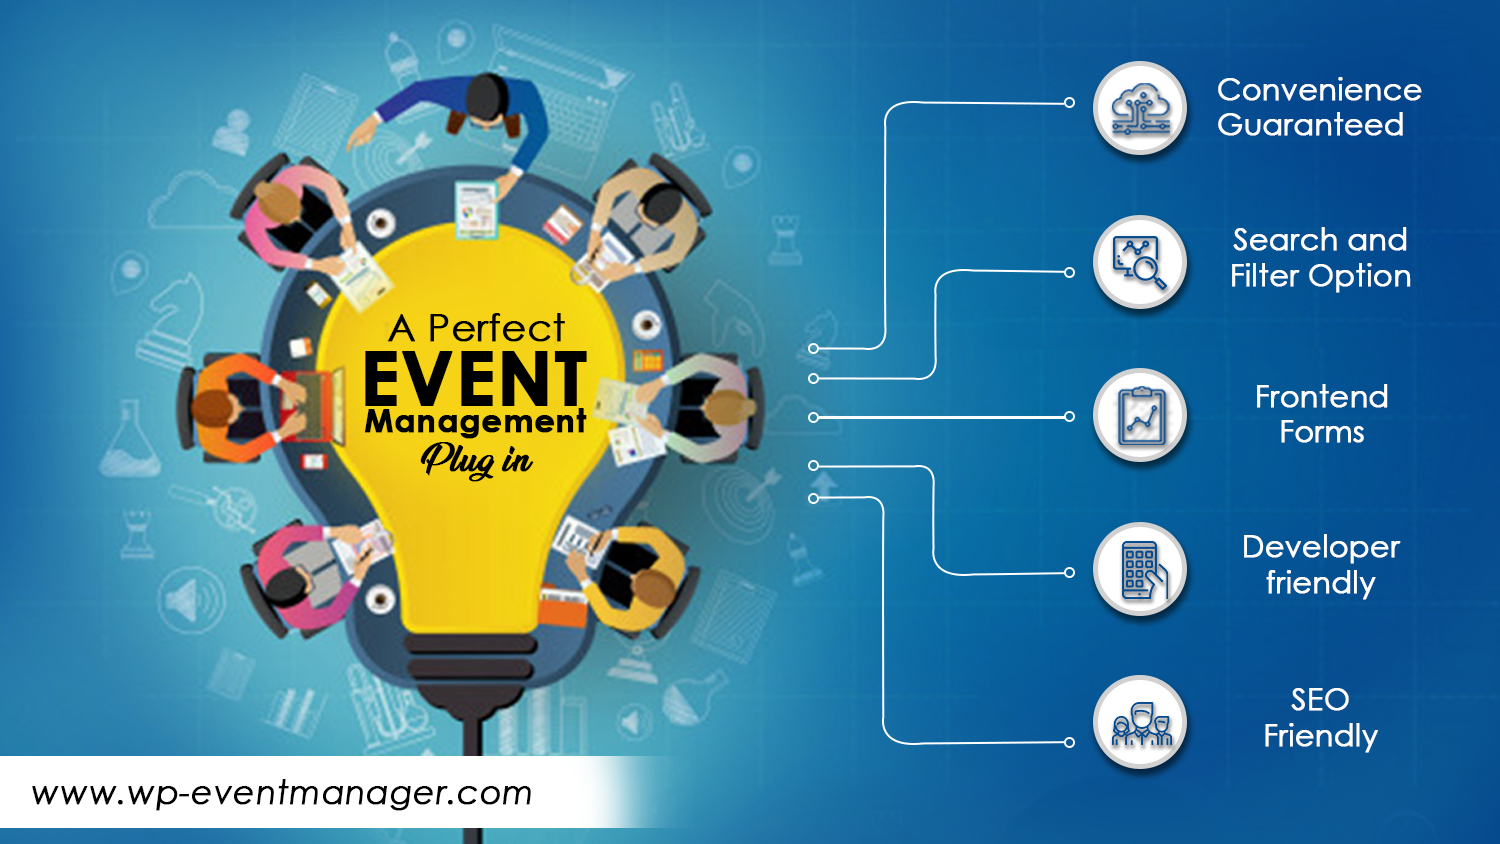 A Perfect
EVENT
Management
Plug in
Convenience
Guaranteed
Search and
Filter Option
Frontend
Forms
Developer
friendly
SEO
Friendly
www.wp-eventmanager.com